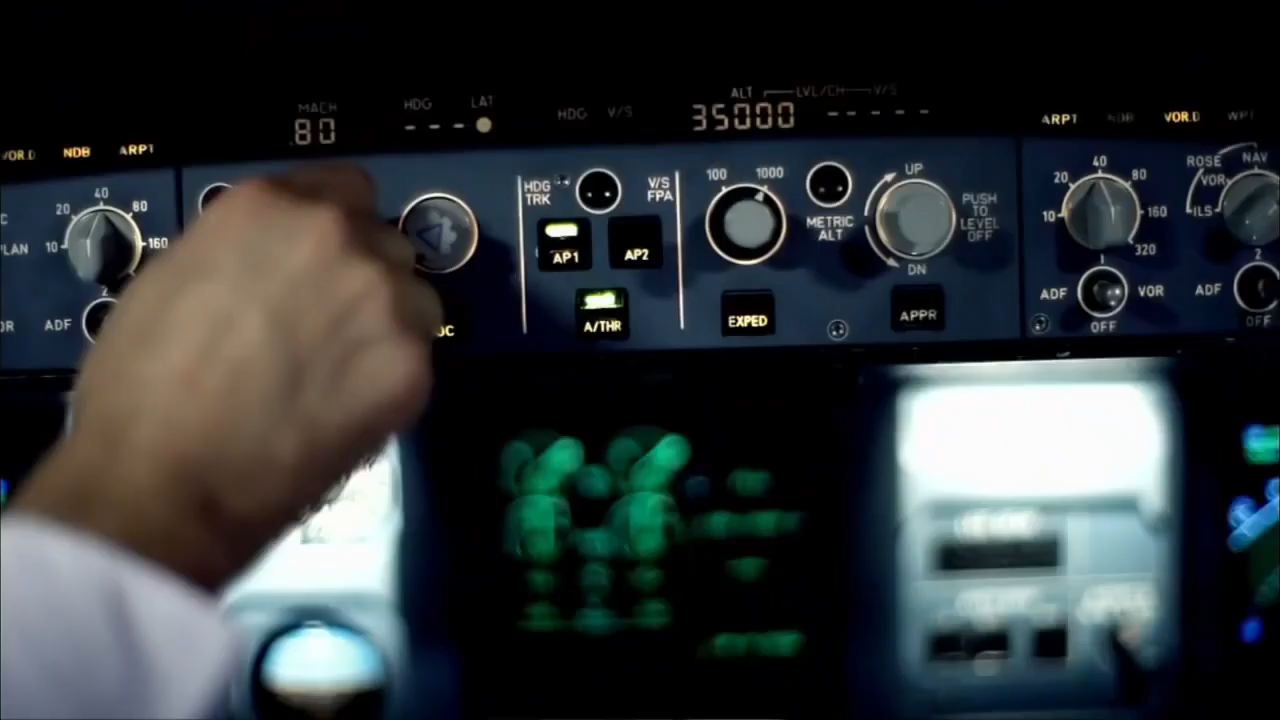 MACH HDG LAT HDG V/S ALT LVL/CH V/S
.80 --- 35000 -----
VOR.D NDB ARPT ARPT NDB VOR.D WPT
40
20 80
10 160
ADF
HDG
TRK
V/S
FPA
AP1 AP2
A/THR
100 1000
METRIC
ALT
EXPED
UP
DN
PUSH
TO
LEVEL
OFF
APPR
40
20 80
10 160
320
ADF VOR
OFF
ROSE NAV
VOR
ILS
2
ADF
OFF